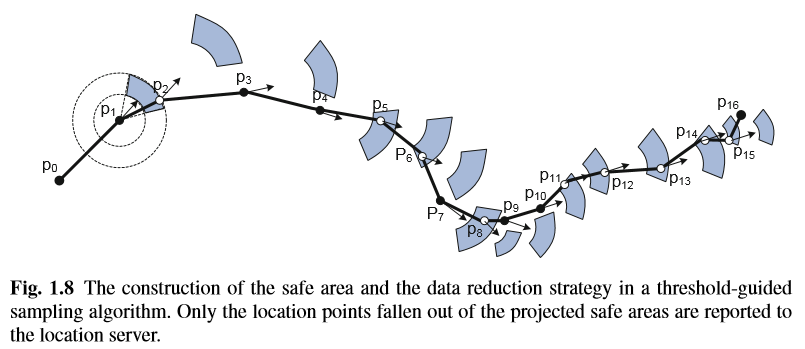 p0
p1
p2
p3
p4
p5
P6
P7
p8
p9
p10
p11
p12
p13
p14
p15
p16
Fig. 1.8 The construction of the safe area and the data reduction strategy in a threshold-guided
sampling algorithm. Only the location points fallen out of the projected safe areas are reported to
the location server.